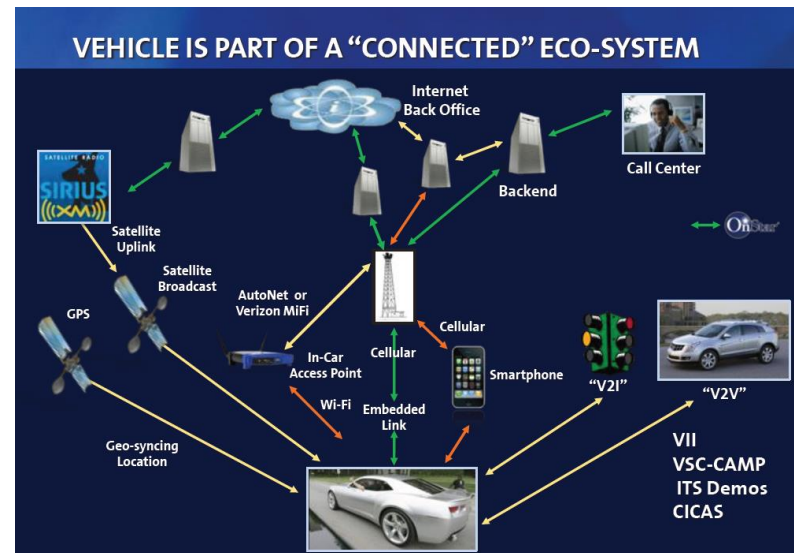 VEHICLE IS PART OF A “CONNECTED” ECO-SYSTEM
Internet
Back Office
SATELLITE RADIO
SIRIUS
((XM))
Backend
Call Center
OnStar
Satellite
Uplink
Satellite
Broadcast
GPS
AutoNet or
Verizon MiFi
Cellular
In-Car
Access Point
Cellular
Smartphone
“V2I”
“V2V”
Wi-Fi
Embedded
Link
Geo-syncing
Location
VII
VSC-CAMP
ITS Demos
CICAS